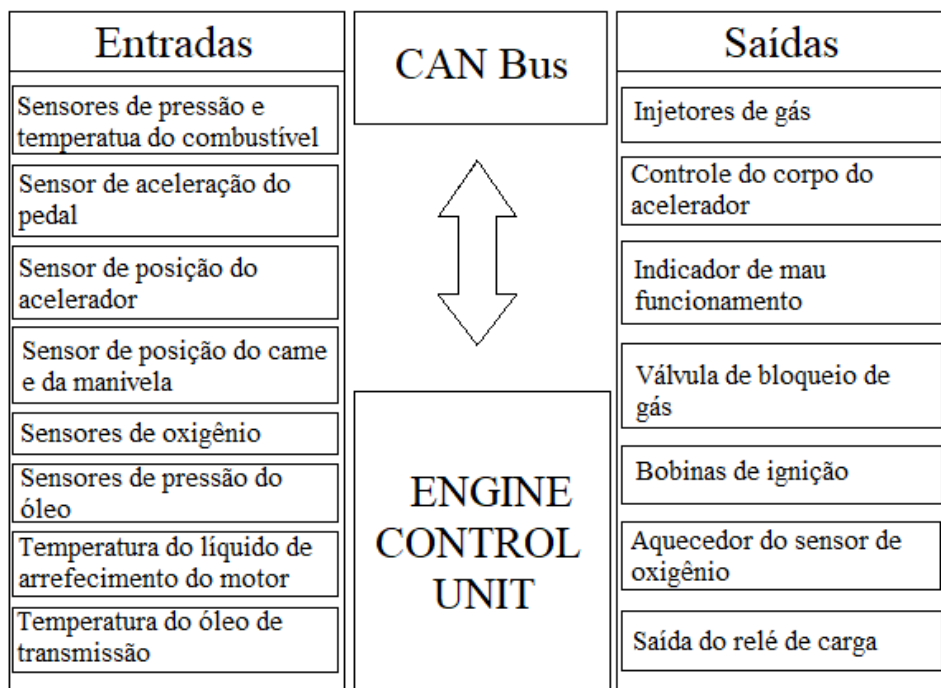 Entradas
Sensores de pressão e
temperatua do combustível
Sensor de aceleração do
pedal
Sensor de posição do
acelerador
Sensor de posição do came
e da manivela
Sensores de oxigênio
Sensores de pressão do
óleo
Temperatura do líquido de
arrefecimento do motor
Temperatura do óleo de
transmissão
CAN Bus
ENGINE
CONTROL
UNIT
Saídas
Injetores de gás
Controle do corpo do
acelerador
Indicador de mau
funcionamento
Válvula de bloqueio de
gás
Bobinas de ignição
Aquecedor do sensor de
oxigênio
Saída do relé de carga